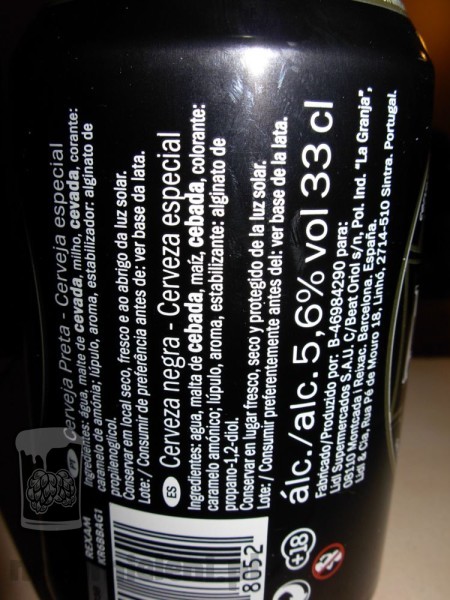 PT Cerveja Preta - Cerveja especial
Ingredientes: água, malte de cevada, milho, cevada, corante:
caramelo de amónia; lúpulo, aroma, estabilizador: alginato de
propilenoglicol.
Conservar em local seco, fresco e ao abrigo da luz solar.
Lote: / Consumir de preferência antes de: ver base da lata.
ES Cerveza negra - Cerveza especial
Ingredientes: agua, malta de cebada, maíz, cebada, colorante:
caramelo amónico; lúpulo, aroma, estabilizante: alginato de
propano-1,2-diol.
Conservar en lugar fresco, seco y protegido de la luz solar.
Lote: / Consumir preferentemente antes del: ver base de la lata.
álc./alc. 5,6% vol 33 cl
Fabricado/Produzido por: B-46984290 para:
Lidl Supermercados S.A.U. C/Beat Oriol s/n, Pol. Ind. "La Granja",
08110 Montcada i Reixac. Barcelona. España.
Lidl & Cia. Rua Pé de Mouro 18, Linhó, 2714-510 Sintra. Portugal.
REXAM
KR68BAG1
8052
+18